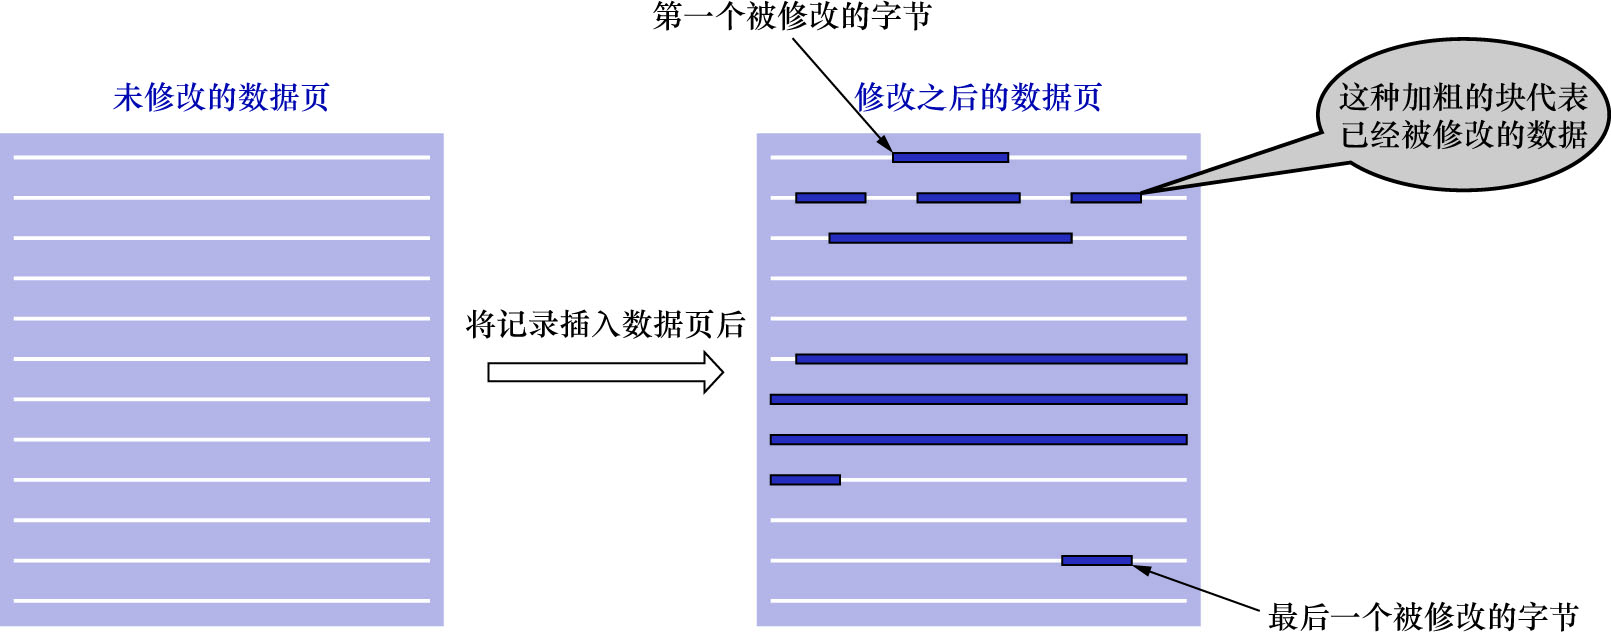 第一个被修改的字节
未修改的数据页
修改之后的数据页
这种加粗的块代表
已经被修改的数据
将记录插入数据页后
最后一个被修改的字节